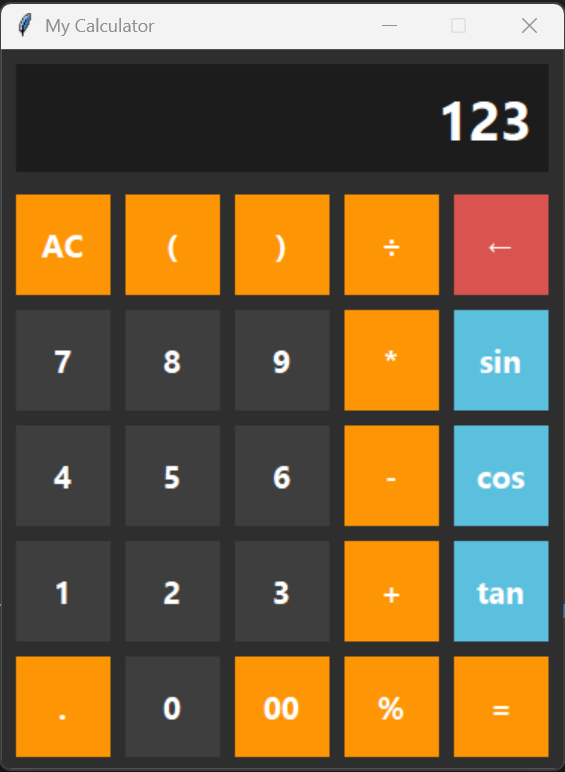 My Calculator
123
AC ( ) ÷ ←
7 8 9 * sin
4 5 6 - cos
1 2 3 + tan
. 0 00 % =